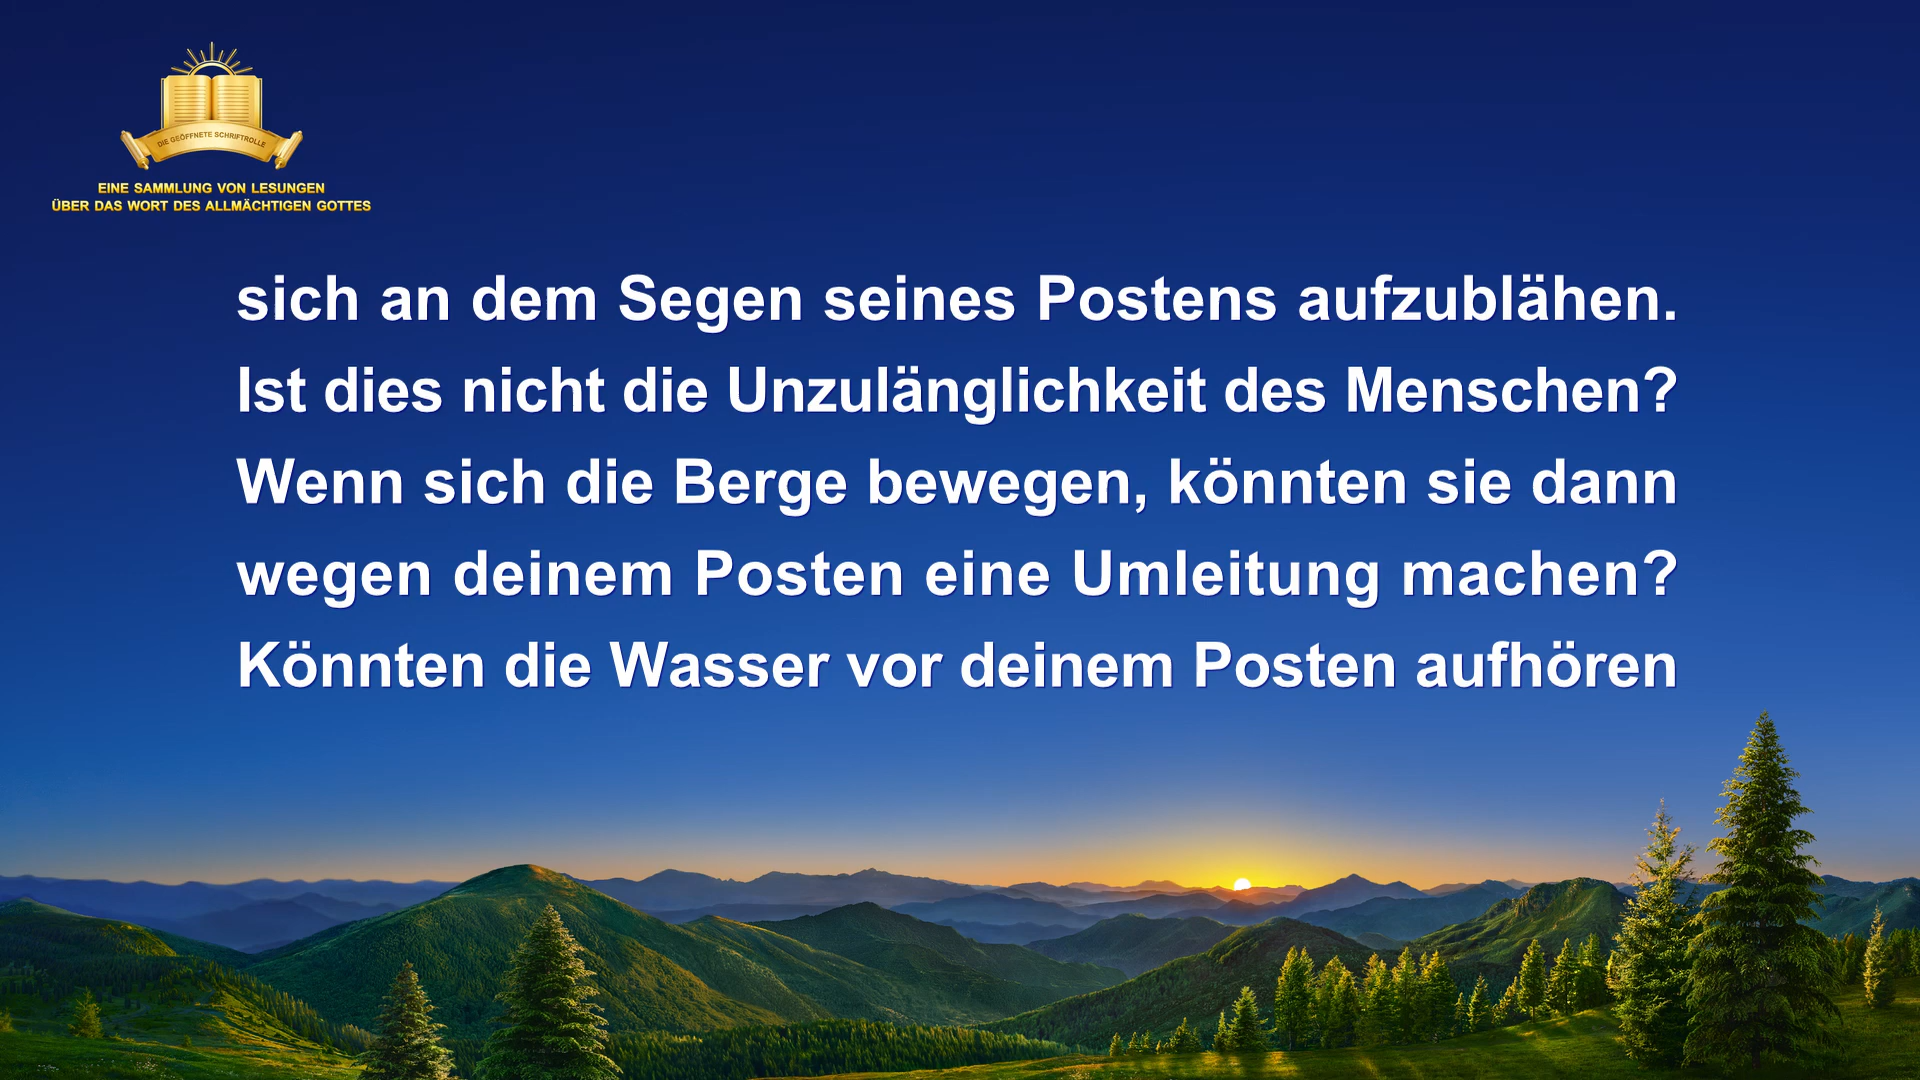 DIE GEÖFFNETE SCHRIFTROLLE
EINE SAMMLUNG VON LESUNGEN
ÜBER DAS WORT DES ALLMÄCHTIGEN GOTTES
sich an dem Segen seines Postens aufzublähen.
Ist dies nicht die Unzulänglichkeit des Menschen?
Wenn sich die Berge bewegen, könnten sie dann
wegen deinem Posten eine Umleitung machen?
Könnten die Wasser vor deinem Posten aufhören